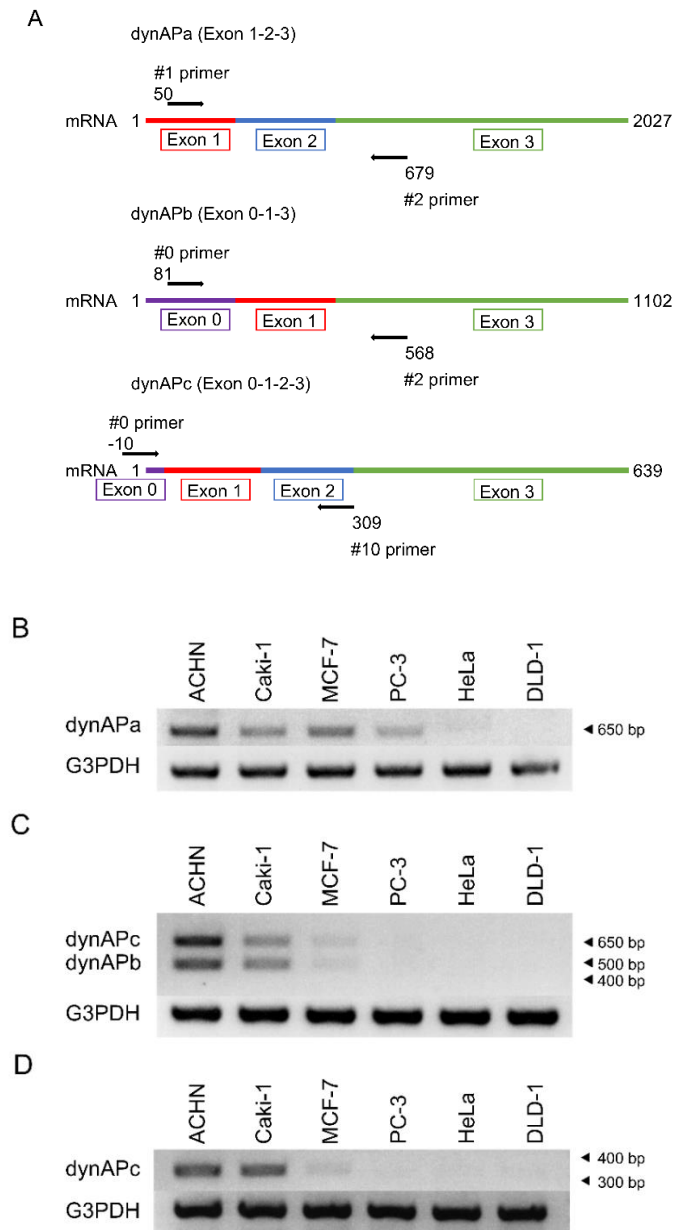 A
dynAPa (Exon 1-2-3)
#1 primer
50
mRNA 1 2027
Exon 1 Exon 2 Exon 3
679
#2 primer
dynAPb (Exon 0-1-3)
#0 primer
81
mRNA 1 1102
Exon 0 Exon 1 Exon 3
568
#2 primer
dynAPc (Exon 0-1-2-3)
#0 primer
-10
mRNA 1 639
Exon 0 Exon 1 Exon 2 Exon 3
309
#10 primer
B
ACHN Caki-1 MCF-7 PC-3 HeLa DLD-1
dynAPa 650 bp
G3PDH
C
ACHN Caki-1 MCF-7 PC-3 HeLa DLD-1
dynAPc 650 bp
dynAPb 500 bp
400 bp
G3PDH
D
ACHN Caki-1 MCF-7 PC-3 HeLa DLD-1
400 bp
dynAPc
300 bp
G3PDH